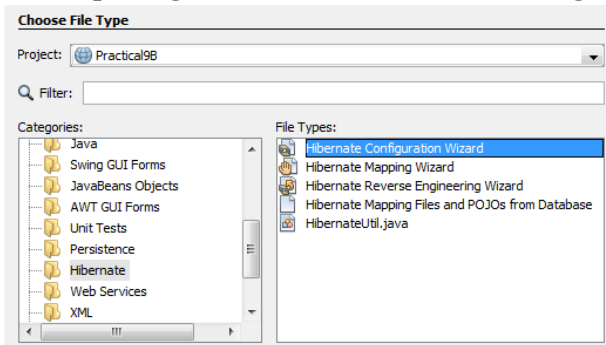 Choose File Type
Project: Practical9B
Filter:
Categories:
Java
Swing GUI Forms
JavaBeans Objects
AWT GUI Forms
Unit Tests
Persistence
Hibernate
Web Services
XML
File Types:
Hibernate Configuration Wizard
Hibernate Mapping Wizard
Hibernate Reverse Engineering Wizard
Hibernate Mapping Files and POJOs from Database
HibernateUtil.java